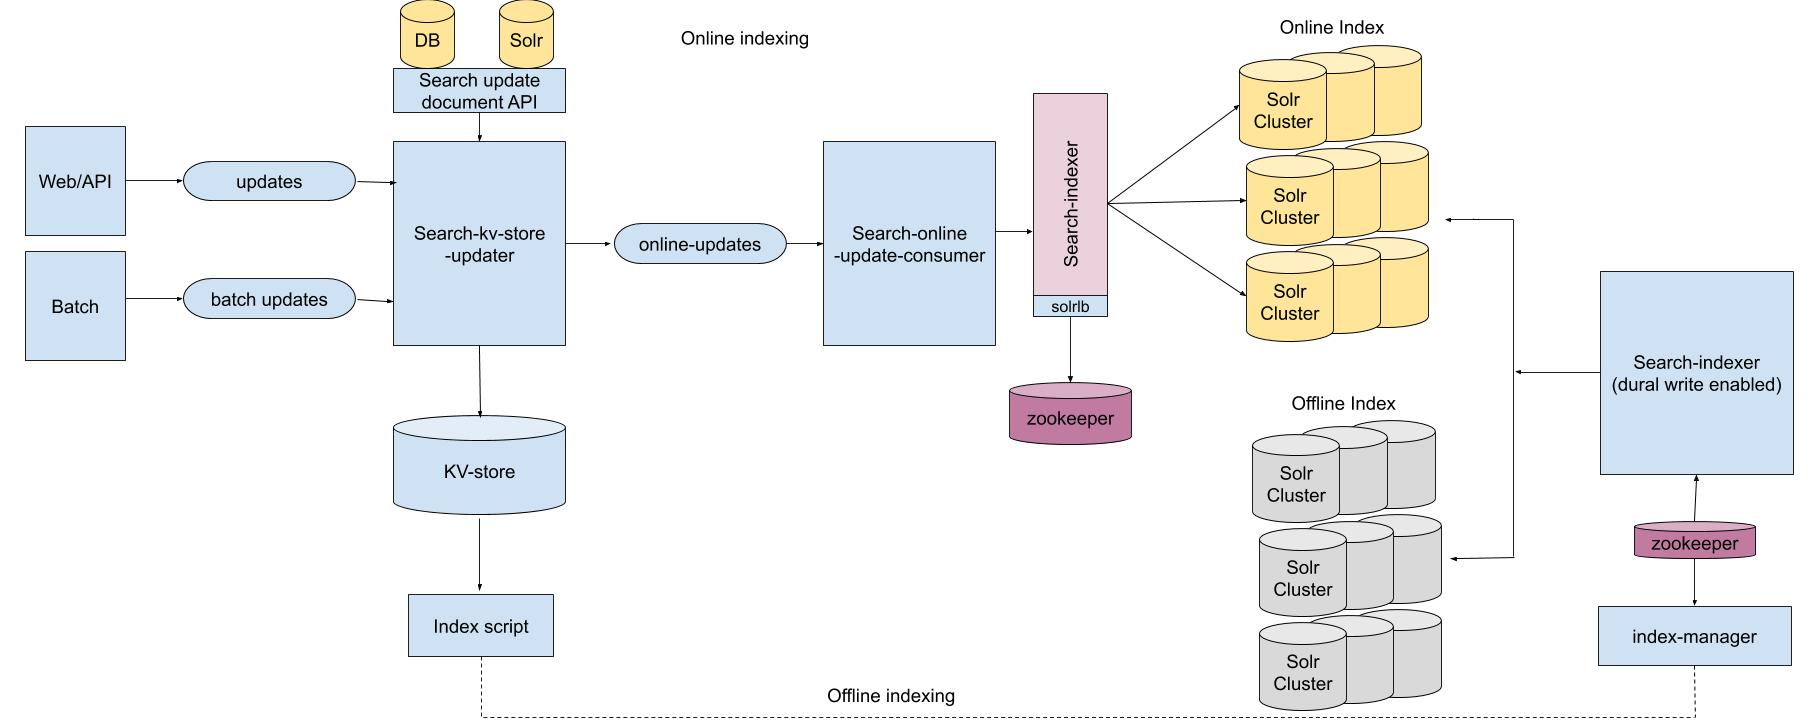 DB
Solr
Search update
document API
Online indexing
Online Index
Web/API
updates
Batch
batch updates
Search-kv-store
-updater
online-updates
Search-online
-update-consumer
Search-indexer
solrlb
zookeeper
Solr
Cluster
Solr
Cluster
Solr
Cluster
KV-store
Index script
Offline Index
Solr
Cluster
Solr
Cluster
Solr
Cluster
Search-indexer
(dural write enabled)
zookeeper
index-manager
Offline indexing